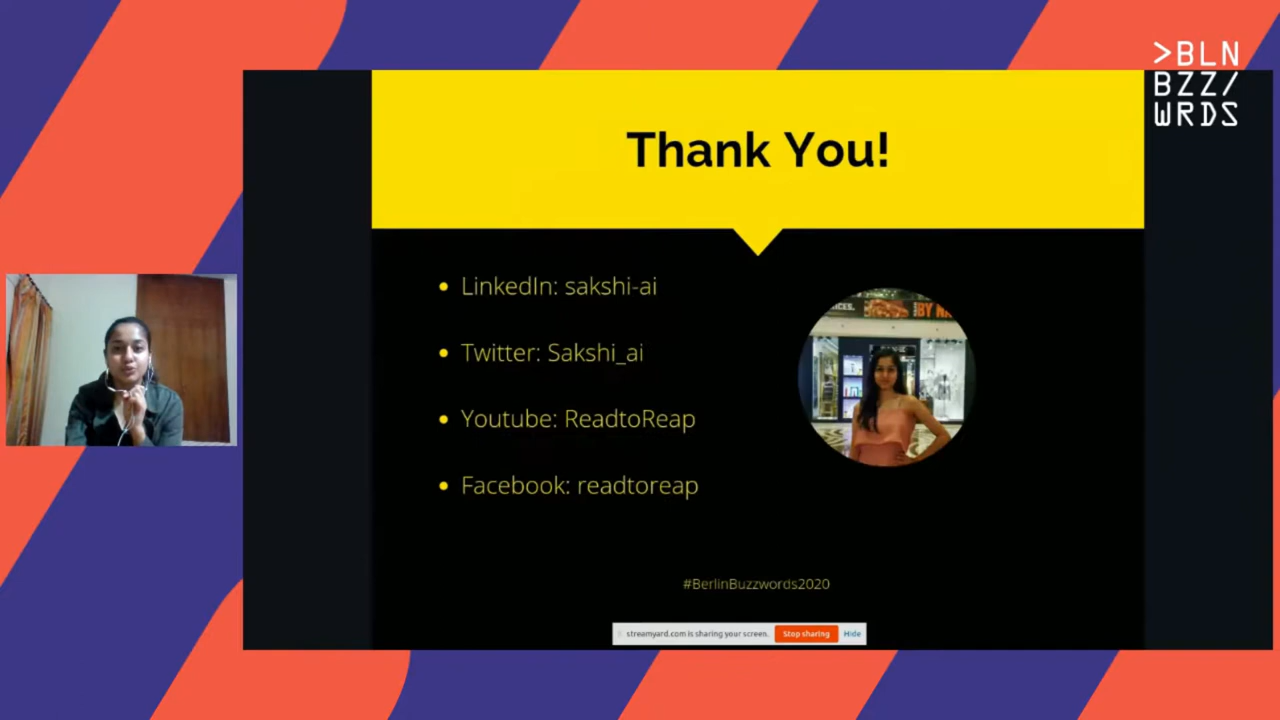 >BLN
BZZ/
WRDS
Thank You!
LinkedIn: sakshi-ai
Twitter: Sakshi_ai
Youtube: ReadtoReap
Facebook: readtoreap
#BerlinBuzzwords2020
streamyard.com is sharing your screen.
Stop sharing
Hide